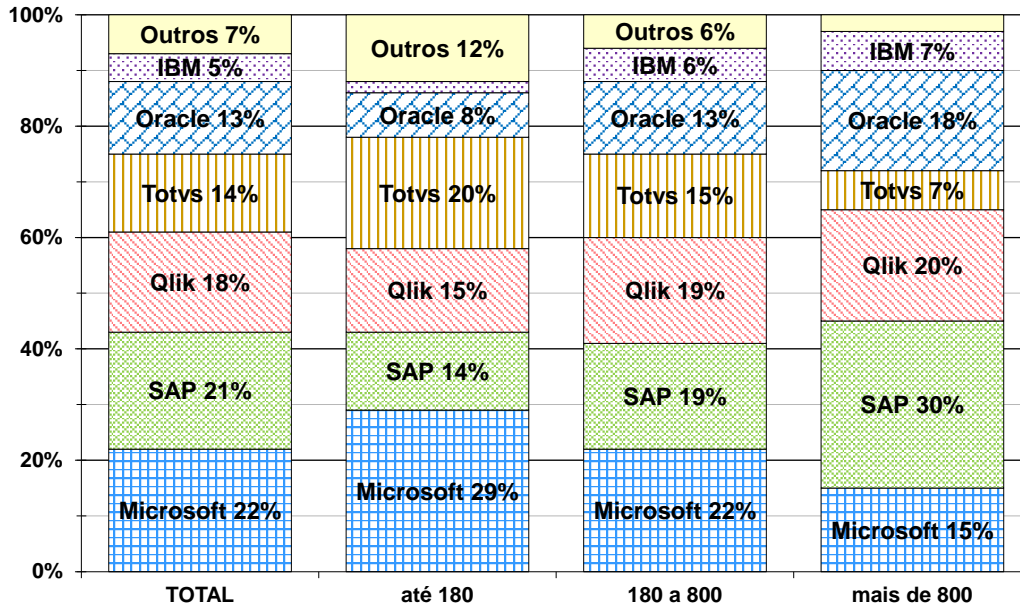 100%
80%
60%
40%
20%
0%
Outros 7%
IBM 5%
Oracle 13%
Totvs 14%
Qlik 18%
SAP 21%
Microsoft 22%
TOTAL
Outros 12%
Oracle 8%
Totvs 20%
Qlik 15%
SAP 14%
Microsoft 29%
até 180
Outros 6%
IBM 6%
Oracle 13%
Totvs 15%
Qlik 19%
SAP 19%
Microsoft 22%
180 a 800
IBM 7%
Oracle 18%
Totvs 7%
Qlik 20%
SAP 30%
Microsoft 15%
mais de 800